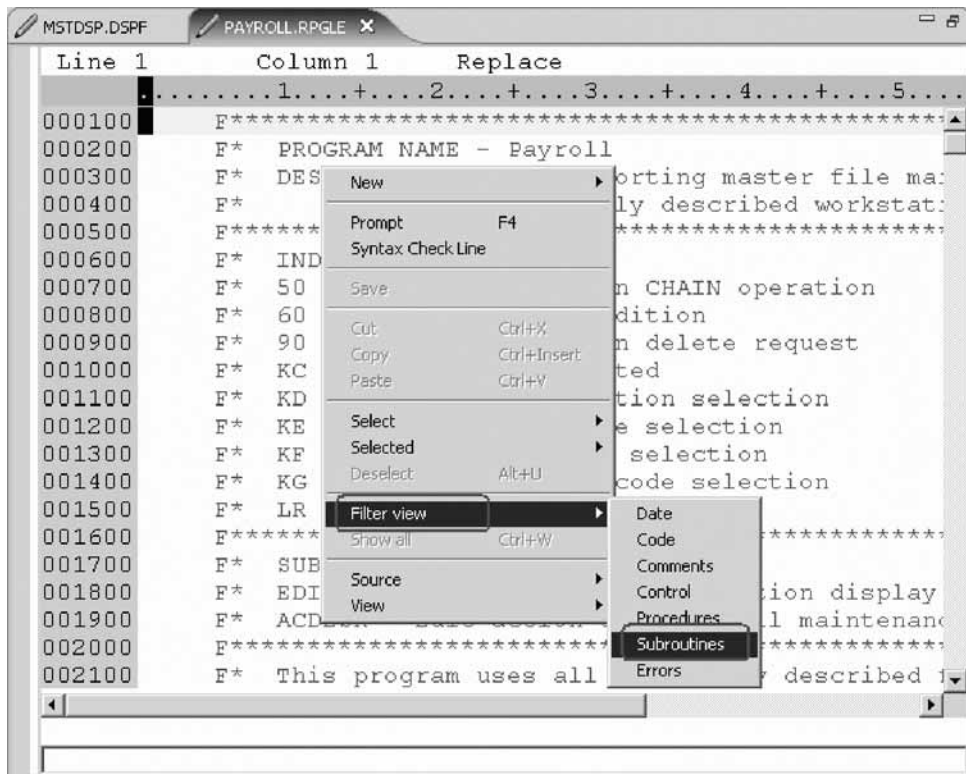 MSTDSP.DSPF PAYROLL.RPGLE
Line 1 Column 1 Replace
.........1....+....2....+....3....+....4....+....5....
000100 F***********************************************
000200 F* PROGRAM NAME - Payroll
000300 F* DES orting master file ma
000400 F* ly described workstat
000500 F****** **********************
000600 F* IND
000700 F* 50 n CHAIN operation
000800 F* 60 dition
000900 F* 90 n delete request
001000 F* KC ted
001100 F* KD tion selection
001200 F* KE e selection
001300 F* KF selection
001400 F* KG code selection
001500 F* LR
001600 F****** ************
001700 F* SUB
001800 F* EDI tion display
001900 F* l maintenanc
002000 F************************* ************
002100 F* This program uses all described
New
Prompt F4
Syntax Check Line
Save
Cut Ctrl+X
Copy Ctrl+Insert
Paste Ctrl+V
Select
Selected
Deselect Alt+U
Filter view
Show all Ctrl+W
Source
View
Date
Code
Comments
Control
Procedures
Subroutines
Errors